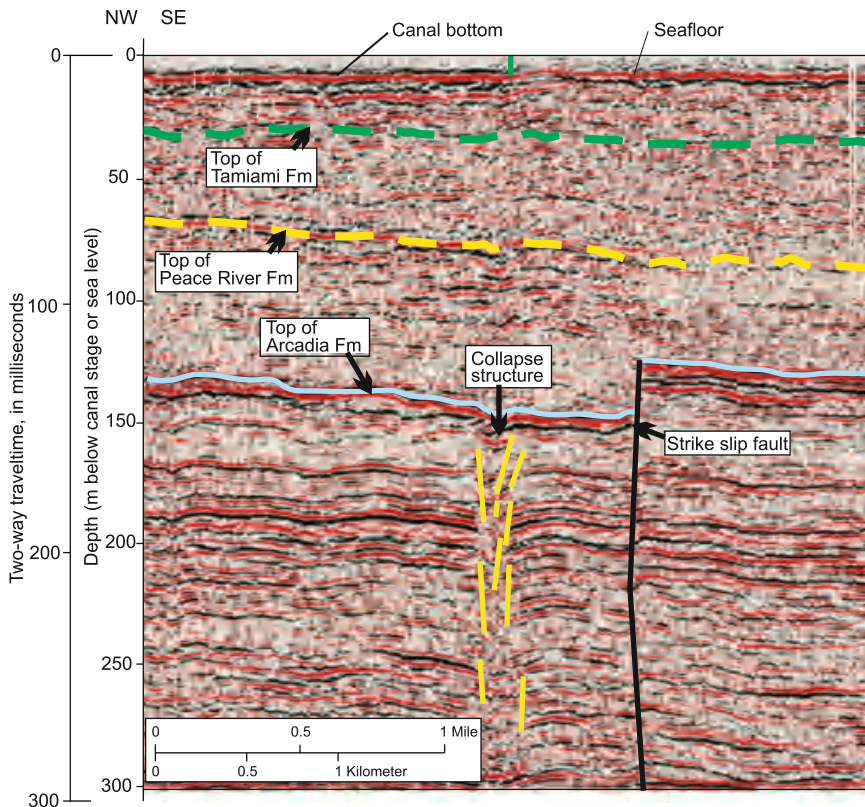 NW SE
Canal bottom
Seafloor
0
0
Top of
Tamiami Fm
50
Top of
Peace River Fm
100
100
Top of
Arcadia Fm
Collapse
structure
150
Strike slip fault
200
200
250
300
300
Two-way traveltime, in milliseconds
Depth (m below canal stage or sea level)
0 0.5 1 Mile
0 0.5 1 Kilometer